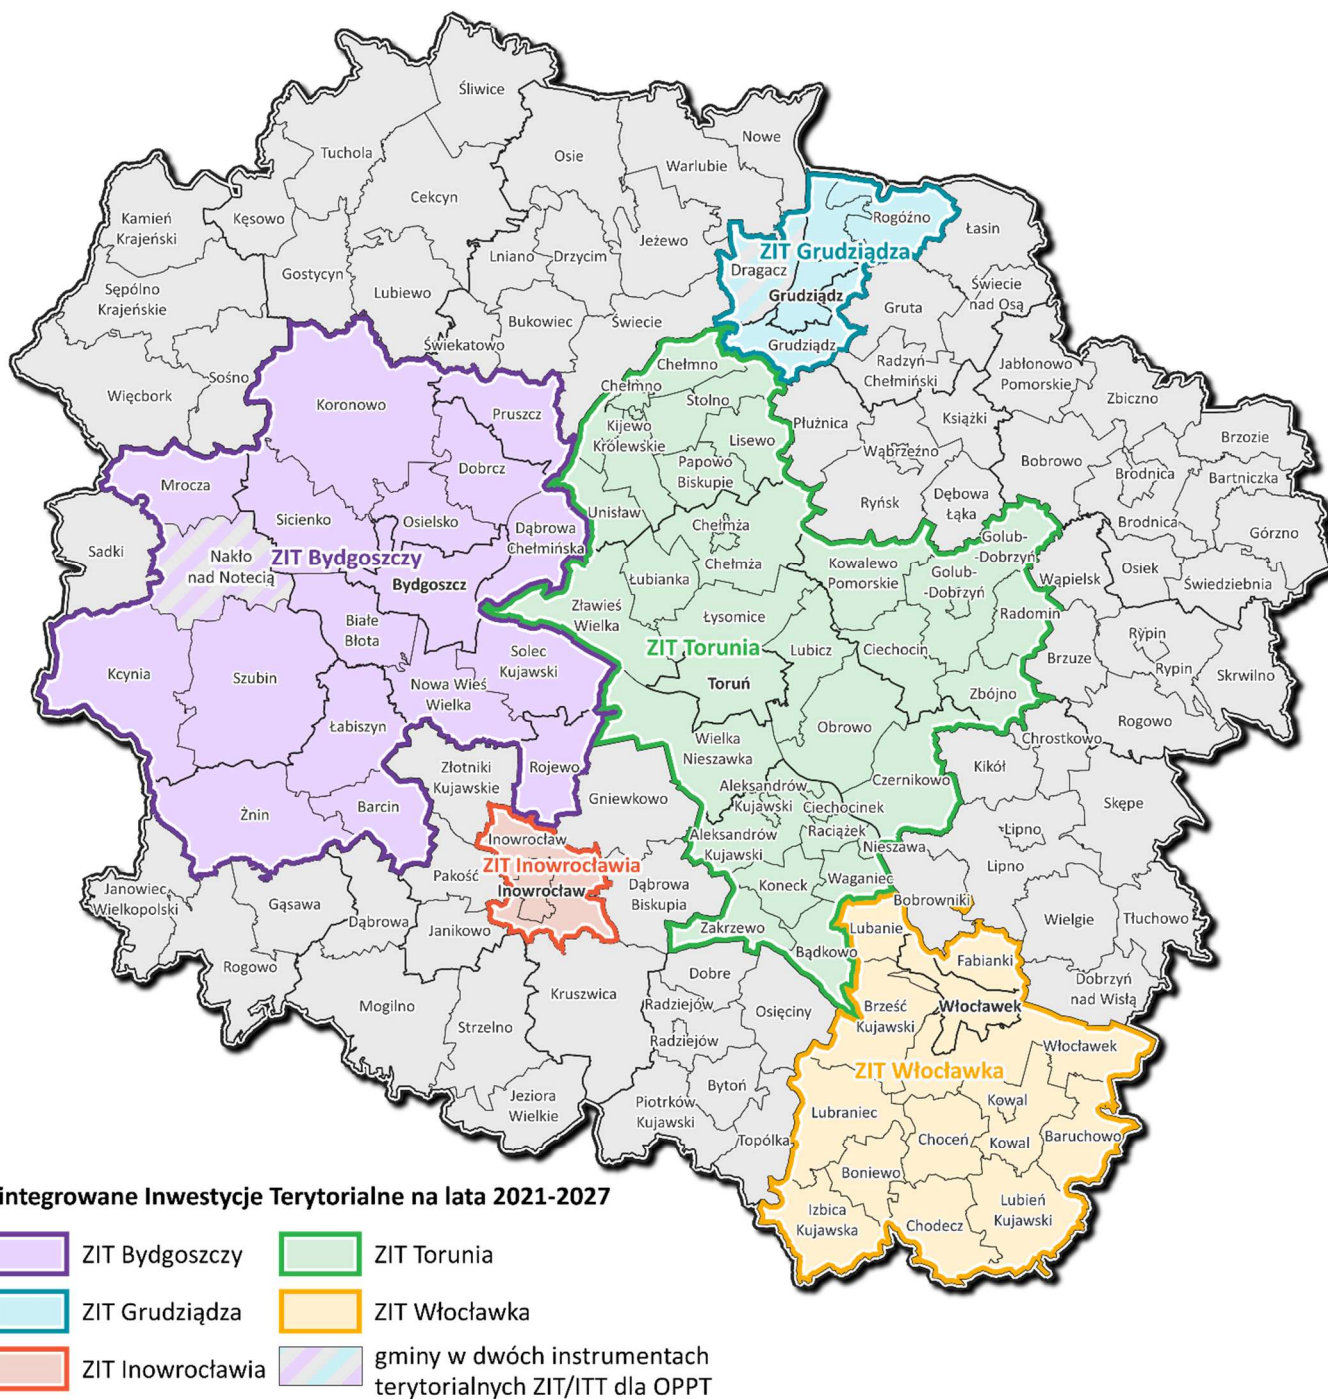 Śliwice
Nowe
Tuchola
Osie
Warlubie
Cekcyn
Kamień
Krajeński
Kęsowo
Rogóźno
Łasin
Jeżewo
Lniano
Drzycim
ZIT Grudziądza
Dragacz
Gostycyn
Sępólno
Krajeńskie
Lubiewo
Świecie
nad Osą
Grudziądz
Gruta
Bukowiec
Świecie
Świekatowo
Grudziądz
Chełmno
Radzyń
Chełmiński
Jabłonowo
Pomorskie
Sośno
Więcbork
Chełmno
Stolno
Zbiczno
Koronowo
Pruszcz
Kijewo
Królewskie
Płużnica
Książki
Lisewo
Brzozie
Wąbrzeźno
Papowo
Biskupie
Bobrowo
Dobrcz
Brodnica
Bartniczka
Mrocza
Ryńsk
Dębowa
Łąka
Unisław
Sicienko
Osielsko
Dąbrowa
Chełmińska
Chełmża
Brodnica
Górzno
Golub-
-Dobrzyń
Sadki
Nakło
nad Notecią
ZIT Bydgoszczy
Chełmża
Kowalewo
Pomorskie
Golub-
-Dobrzyń
Osiek
Bydgoszcz
Łubianka
Wąpielsk
Świedziebnia
Zławieś
Wielka
Łysomice
Radomin
Białe
Błota
Rypin
ZIT Torunia
Lubicz
Ciechocin
Solec
Kujawski
Brzuze
Rypin
Skrwilno
Kcynia
Szubin
Nowa Wieś
Wielka
Toruń
Zbójno
Łabiszyn
Obrowo
Rogowo
Wielka
Nieszawka
Chrostkowo
Złotniki
Kujawskie
Rojewo
Kikół
Czernikowo
Aleksandrów
Kujawski
Gniewkowo
Skępe
Żnin
Barcin
Ciechocinek
Raciążek
Lipno
Aleksandrów
Kujawski
Inowrocław
Nieszawa
ZIT Inowrocławia
Lipno
Pakość
Waganiec
Koneck
Inowrocław
Dąbrowa
Biskupia
Janowiec
Wielkopolski
Bobrowniki
Gąsawa
Dąbrowa
Janikowo
Zakrzewo
Lubanie
Wielgie
Tłuchowo
Bądkowo
Fabianki
Rogowo
Dobre
Dobrzyń
nad Wisłą
Kruszwica
Mogilno
Radziejów
Osięciny
Brześć
Kujawski
Włocławek
Strzelno
Radziejów
Włocławek
ZIT Włocławka
Bytoń
Jeziora
Wielkie
Piotrków
Kujawski
Lubraniec
Kowal
Topólka
Choceń
Kowal
Baruchowo
Boniewo
Izbica
Kujawska
Chodecz
Lubień
Kujawski
integrowane Inwestycje Terytorialne na lata 2021-2027
ZIT Bydgoszczy
ZIT Torunia
ZIT Grudziądza
ZIT Włocławka
ZIT Inowrocławia
gminy w dwóch instrumentach
terytorialnych ZIT/ITT dla OPPT